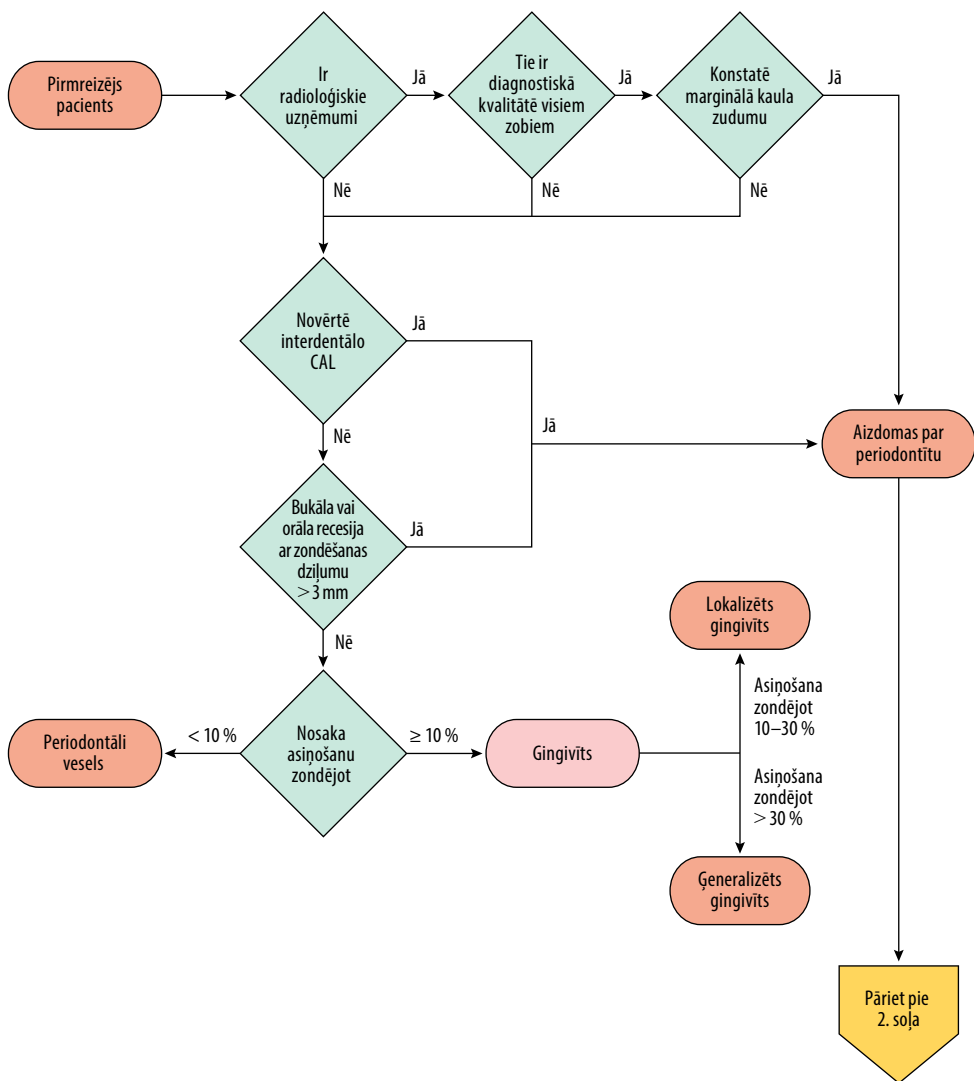 Pirmreizējs
pacients
Ir
radioloģiskie
uzņēmumi
Jā
Tie ir
diagnostiskā
kvalitātē visiem
zobiem
Jā
Konstatē
marginālā kaula
zudumu
Jā
Nē
Nē
Nē
Novērtē
interdentālo
CAL
Jā
Nē
Jā
Aizdomas par
periodontītu
Bukāla vai
orāla recesija
ar zondēšanas
dziļumu
> 3 mm
Jā
Nē
Lokalizēts
gingivīts
Asiņošana
zondējot
10–30 %
Periodontāli
vesels
< 10 %
Nosaka
asiņošanu
zondējot
≥ 10 %
Gingivīts
Asiņošana
zondējot
> 30 %
Ģeneralizēts
gingivīts
Pāriet pie
2. soļa